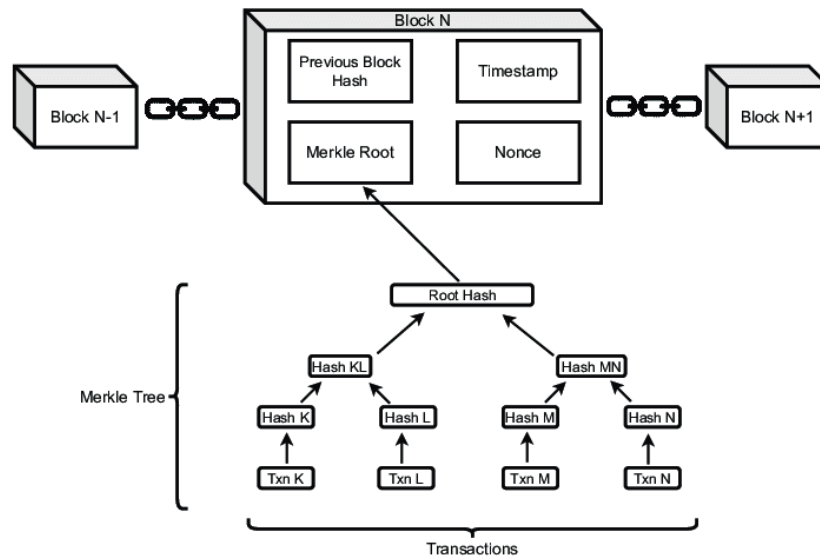 Block N
Previous Block
Hash
Timestamp
Block N-1
Block N+1
Merkle Root
Nonce
Root Hash
Hash KL
Hash MN
Merkle Tree
Hash K
Hash L
Hash M
Hash N
Txn K
Txn L
Txn M
Txn N
Transactions